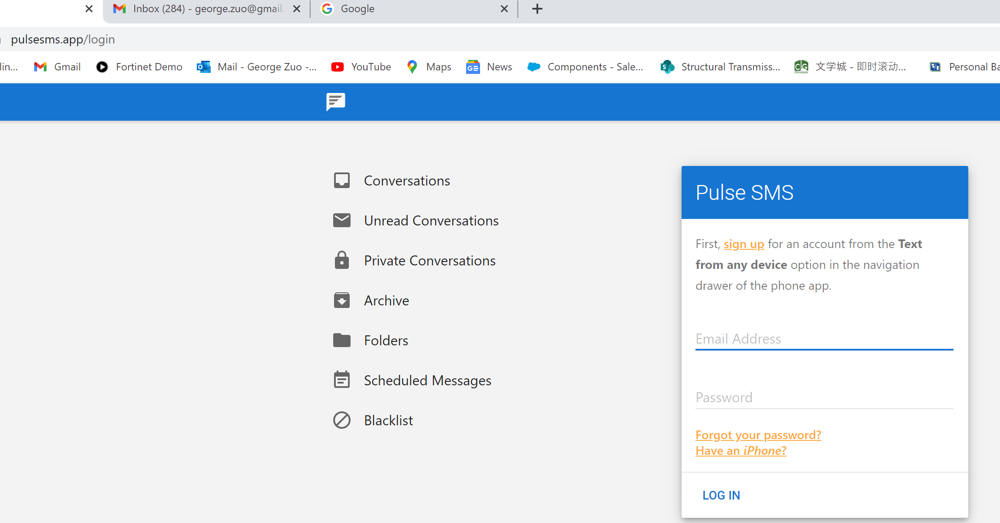 Inbox (284) - george.zuo@gmail.
Google
pulsesms.app/login
lin...
Gmail
Fortinet Demo
Mail - George Zuo -...
YouTube
Maps
News
Components - Sale...
Structural Transmiss...
文学城 - 即时滚动...
Personal Ba
Conversations
Unread Conversations
Private Conversations
Archive
Folders
Scheduled Messages
Blacklist
Pulse SMS
First, sign up for an account from the Text
from any device option in the navigation
drawer of the phone app.
Email Address
Password
Forgot your password?
Have an iPhone?
LOG IN